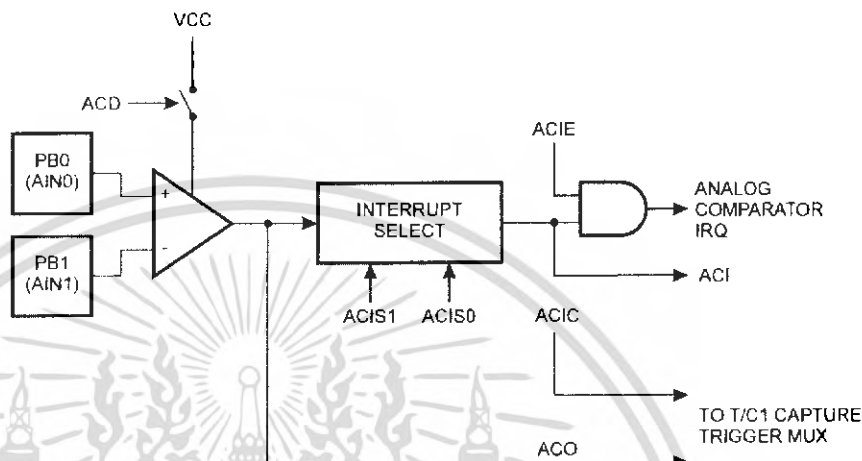 VCC
ACD
ACIE
PB0
(AIN0)
+
PB1
(AIN1)
-
INTERRUPT
SELECT
ANALOG
COMPARATOR
IRQ
ACI
ACIS1
ACIS0
ACIC
TO T/C1 CAPTURE
TRIGGER MUX
ACO